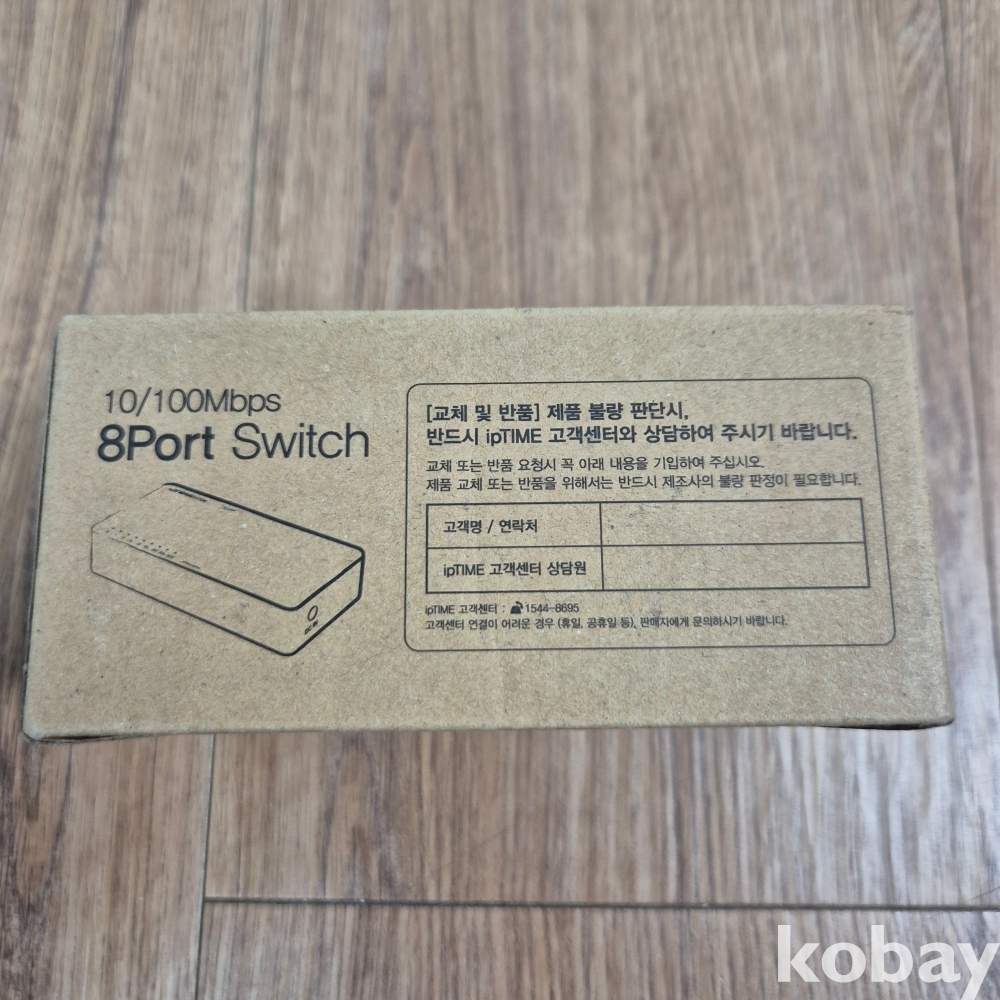 10/100Mbps
8Port Switch
[교체 및 반품] 제품 불량 판단시,
반드시 ipTIME 고객센터와 상담하여 주시기 바랍니다.
교체 또는 반품 요청시 꼭 아래 내용을 기입하여 주십시오.
제품 교체 또는 반품을 위해서는 반드시 제조사의 불량 판정이 필요합니다.
고객명 / 연락처
ipTIME 고객센터 상담원
ipTIME 고객센터 : 1544-8695
고객센터 연결이 어려운 경우 (휴일, 공휴일 등), 판매자에게 문의하시기 바랍니다.
DC IN
kobay